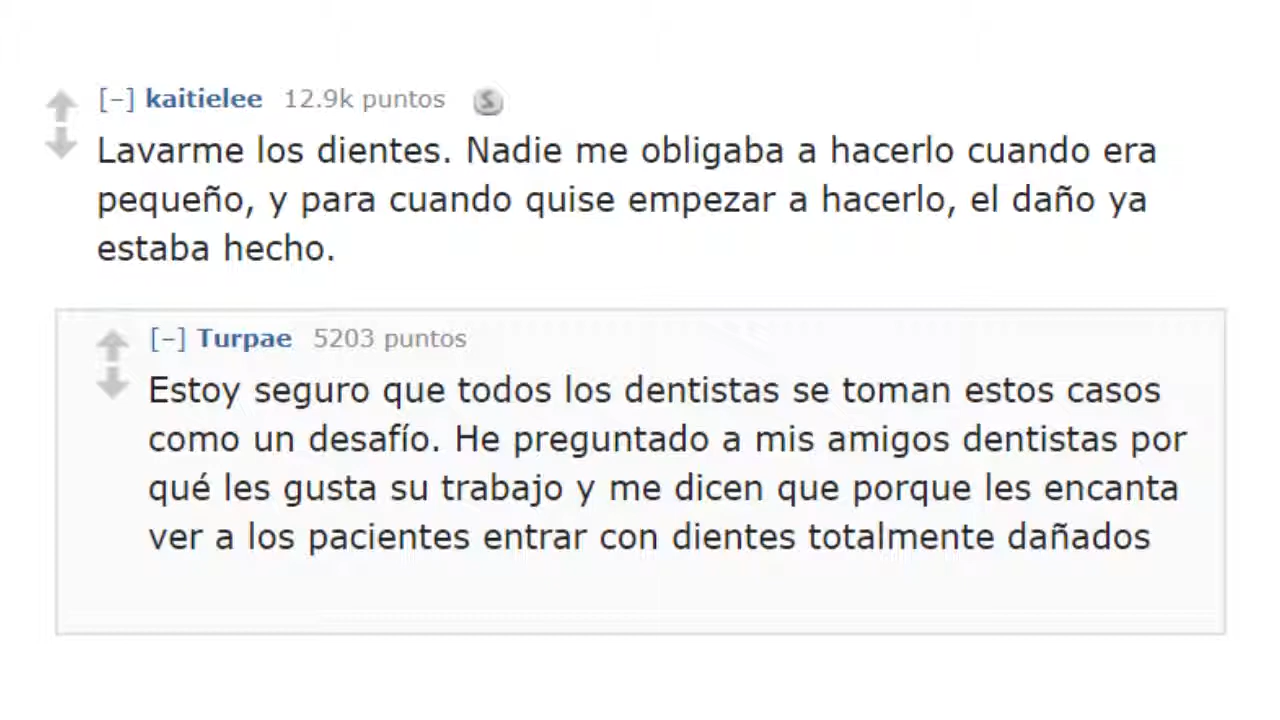 [−] kaitielee 12.9k puntos S
Lavarme los dientes. Nadie me obligaba a hacerlo cuando era
pequeño, y para cuando quise empezar a hacerlo, el daño ya
estaba hecho.
[−] Turpae 5203 puntos
Estoy seguro que todos los dentistas se toman estos casos
como un desafío. He preguntado a mis amigos dentistas por
qué les gusta su trabajo y me dicen que porque les encanta
ver a los pacientes entrar con dientes totalmente dañados